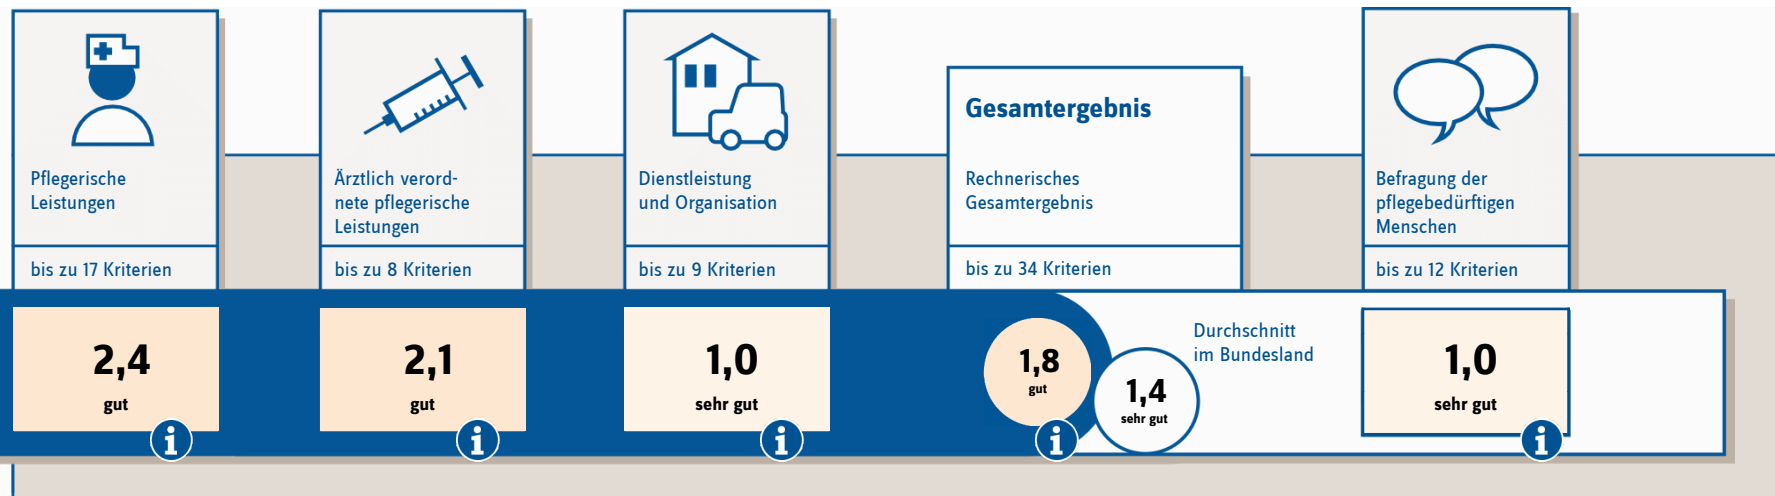 Pflegerische
Leistungen
bis zu 17 Kriterien
2,4
gut
i
Ärztlich verord-
nete pflegerische
Leistungen
bis zu 8 Kriterien
2,1
gut
i
Dienstleistung
und Organisation
bis zu 9 Kriterien
1,0
sehr gut
i
Gesamtergebnis
Rechnerisches
Gesamtergebnis
bis zu 34 Kriterien
1,8
gut
i
1,4
sehr gut
Durchschnitt
im Bundesland
Befragung der
pflegebedürftigen
Menschen
bis zu 12 Kriterien
1,0
sehr gut
i